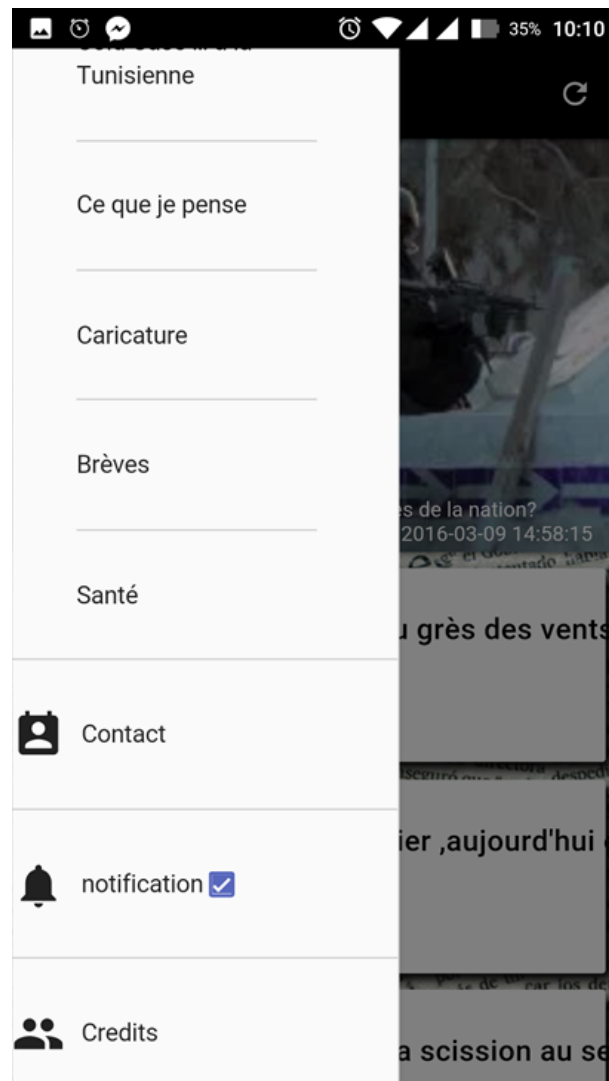 35% 10:10
Tunisienne
Ce que je pense
Caricature
Brèves
Santé
Contact
notification
Credits
es de la nation?
2016-03-09 14:58:15
grès des vents
ier ,aujourd'hui
a scission au se